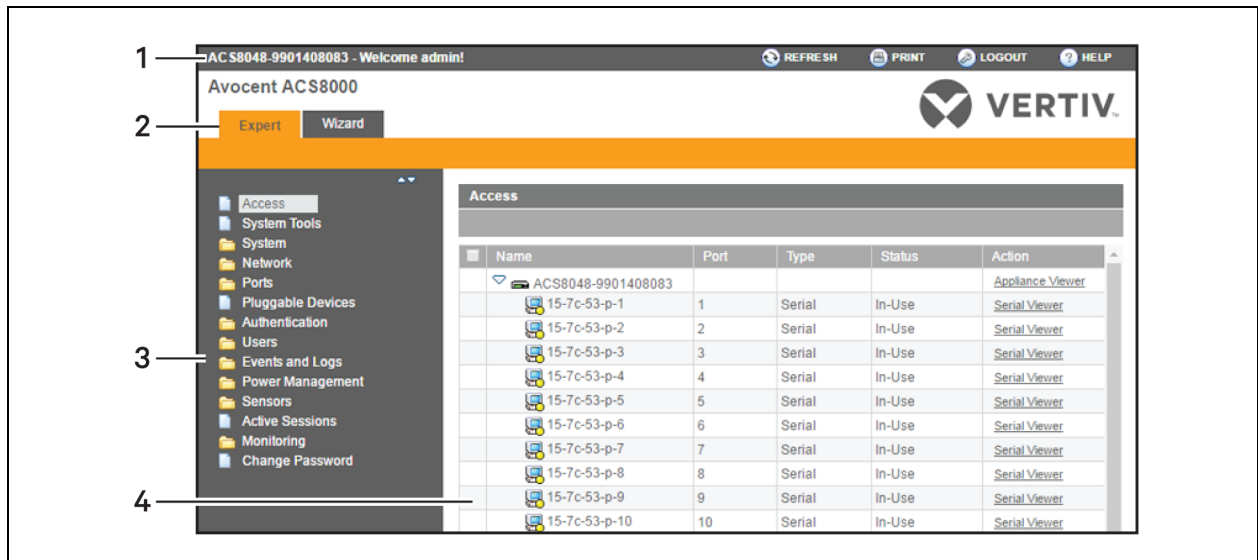 1
ACS8048-9901408083 - Welcome admin!
REFRESH
PRINT
LOGOUT
? HELP
Avocent ACS8000
VERTIV™
2
Expert
Wizard
Access
System Tools
System
Network
Ports
Pluggable Devices
Authentication
Users
3
Events and Logs
Power Management
Sensors
Active Sessions
Monitoring
Change Password
4
Access
Name Port Type Status Action
ACS8048-9901408083 Appliance Viewer
15-7c-53-p-1 1 Serial In-Use Serial Viewer
15-7c-53-p-2 2 Serial In-Use Serial Viewer
15-7c-53-p-3 3 Serial In-Use Serial Viewer
15-7c-53-p-4 4 Serial In-Use Serial Viewer
15-7c-53-p-5 5 Serial In-Use Serial Viewer
15-7c-53-p-6 6 Serial In-Use Serial Viewer
15-7c-53-p-7 7 Serial In-Use Serial Viewer
15-7c-53-p-8 8 Serial In-Use Serial Viewer
15-7c-53-p-9 9 Serial In-Use Serial Viewer
15-7c-53-p-10 10 Serial In-Use Serial Viewer